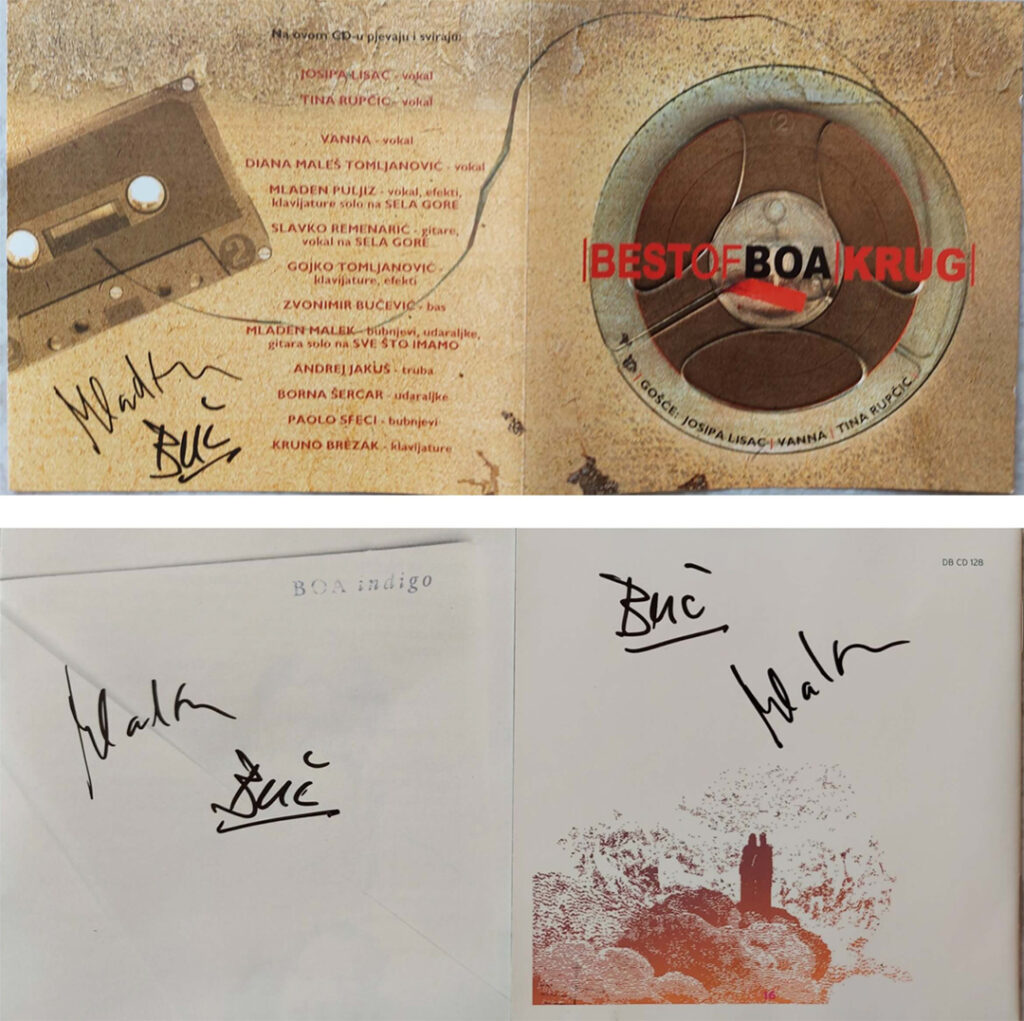 Na ovom CD-u pjevaju i sviraju:
JOSIPA LISAC - vokal
TINA RUPČIĆ - vokal
VANNA - vokal
DIANA MALEŠ TOMLJANOVIĆ - vokal
MLADEN PULJIZ - vokal, efekti,
klavijature solo na SELA GORE
SLAVKO REMENARIĆ - gitare,
vokal na SELA GORE
GOJKO TOMLJANOVIĆ -
klavijature, efekti
ZVONIMIR BUČEVIĆ - bas
MLADEN MALEK - bubnjevi, udaraljke,
gitara solo na SVE ŠTO IMAMO
ANDREJ JAKUŠ - truba
BORNA ŠERCAR - udaraljke
PAOLO SFECI - bubnjevi
KRUNO BREZAK - klavijature
2
Buč
2
|BESTOFBOA|KRUG|
GOŠĆE: JOSIPA LISAC | VANNA | TINA RUPČIĆ
BOA indigo
Buč
DB CD 128
Buč
16